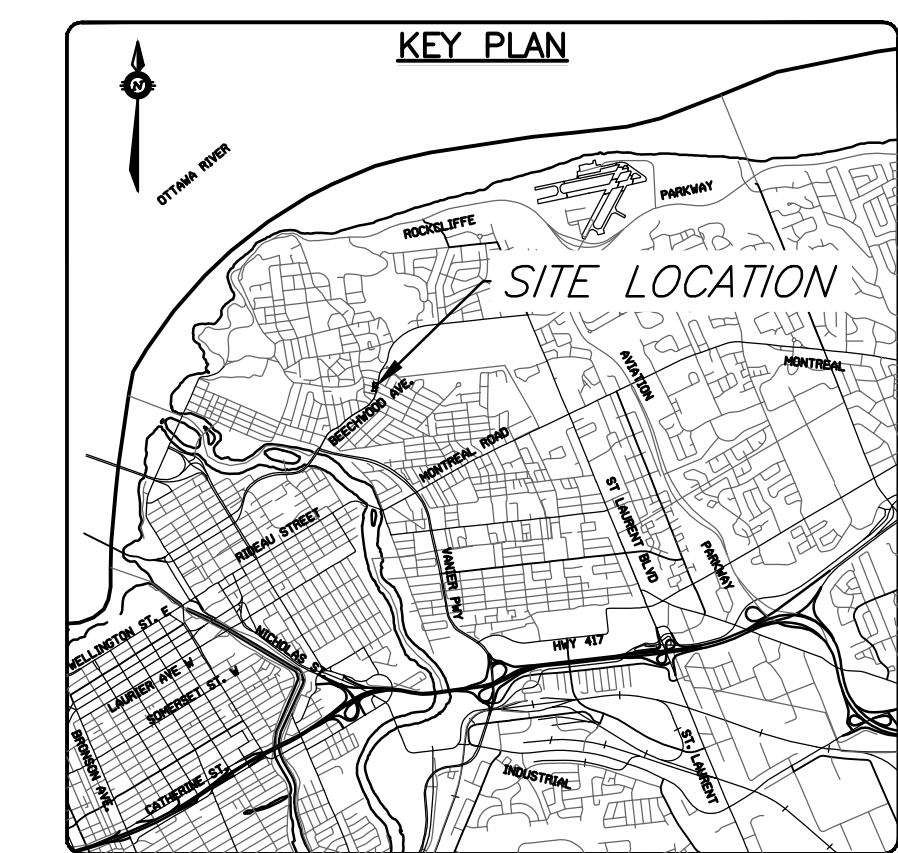 KEY PLAN
N
OTTAWA RIVER
PARKWAY
ROCKCLIFFE
SITE LOCATION
AVIATION
MONTREAL
BEECHWOOD AVE.
MONTREAL ROAD
ST LAURENT BLVD
RIDEAU STREET
PARKWAY
VANIER PWY
WELLINGTON ST. E
NICHOLAS ST.
HWY 417
LAURIER AVE W
SOMERSET ST. W
BRONSON AVE.
ST. LAURENT
CATHERINE ST.
INDUSTRIAL